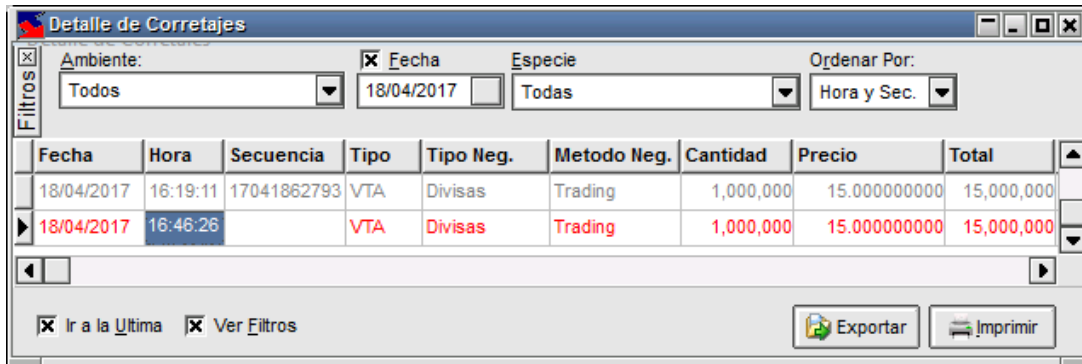 Detalle de Corretajes
Detalle de Corretajes
Filtros
Ambiente: Fecha Especie Ordenar Por:
Todos 18/04/2017 Todas Hora y Sec.
Fecha Hora Secuencia Tipo Tipo Neg. Metodo Neg. Cantidad Precio Total
18/04/2017 16:19:11 17041862793 VTA Divisas Trading 1,000,000 15.000000000 15,000,000
18/04/2017 16:46:26 VTA Divisas Trading 1,000,000 15.000000000 15,000,000
Ir a la Ultima Ver Filtros Exportar Imprimir